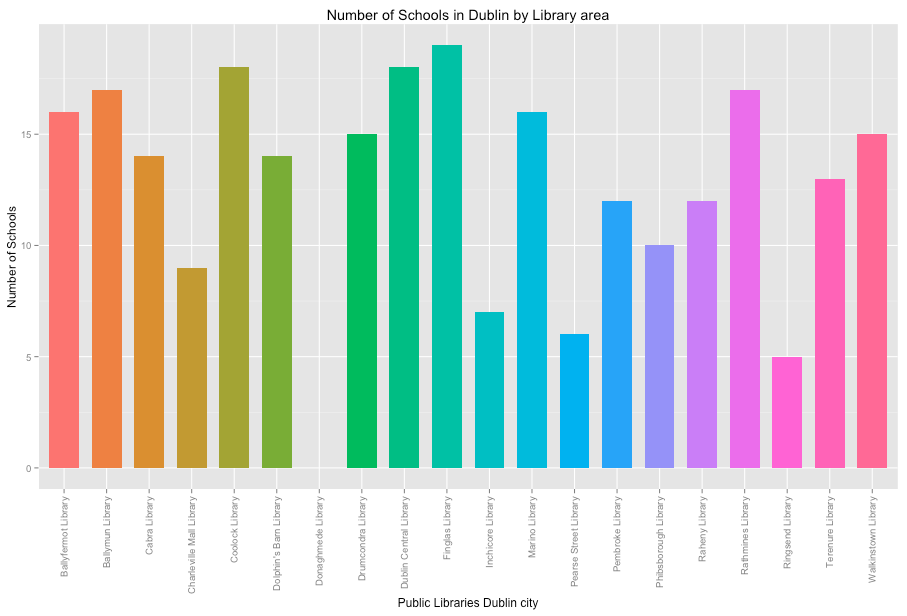 Number of Schools in Dublin by Library area
Number of Schools
15
10
5
0
Ballyfermot Library
Ballymun Library
Cabra Library
Charleville Mall Library
Coolock Library
Dolphin's Barn Library
Donaghmede Library
Drumcondra Library
Dublin Central Library
Finglas Library
Inchicore Library
Marino Library
Pearse Street Library
Pembroke Library
Phibsborough Library
Raheny Library
Rathmines Library
Ringsend Library
Terenure Library
Walkinstown Library
Public Libraries Dublin city